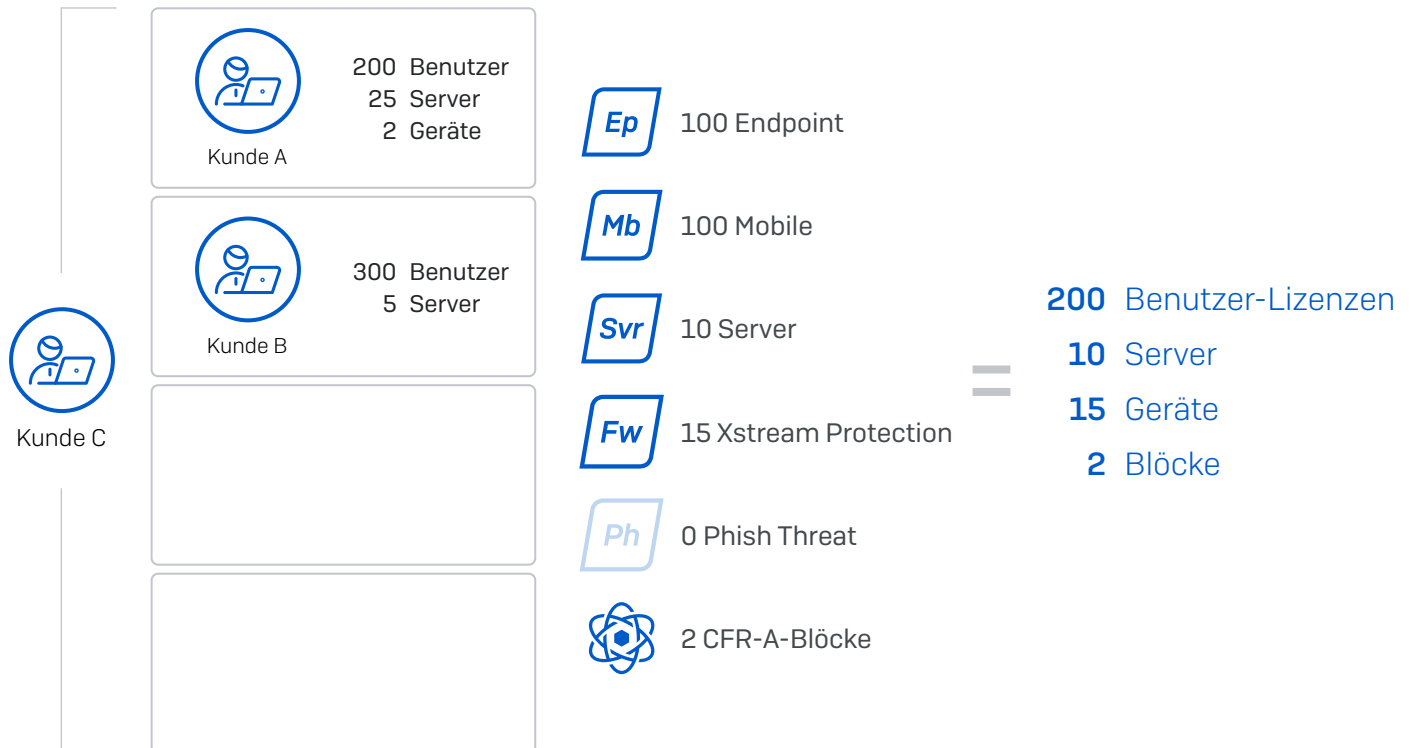 200 Benutzer
25 Server
2 Geräte
Kunde A
300 Benutzer
5 Server
Kunde B
Kunde C
Ep 100 Endpoint
Mb 100 Mobile
Svr 10 Server
Fw 15 Xstream Protection
Ph 0 Phish Threat
2 CFR-A-Blöcke
=
200 Benutzer-Lizenzen
10 Server
15 Geräte
2 Blöcke